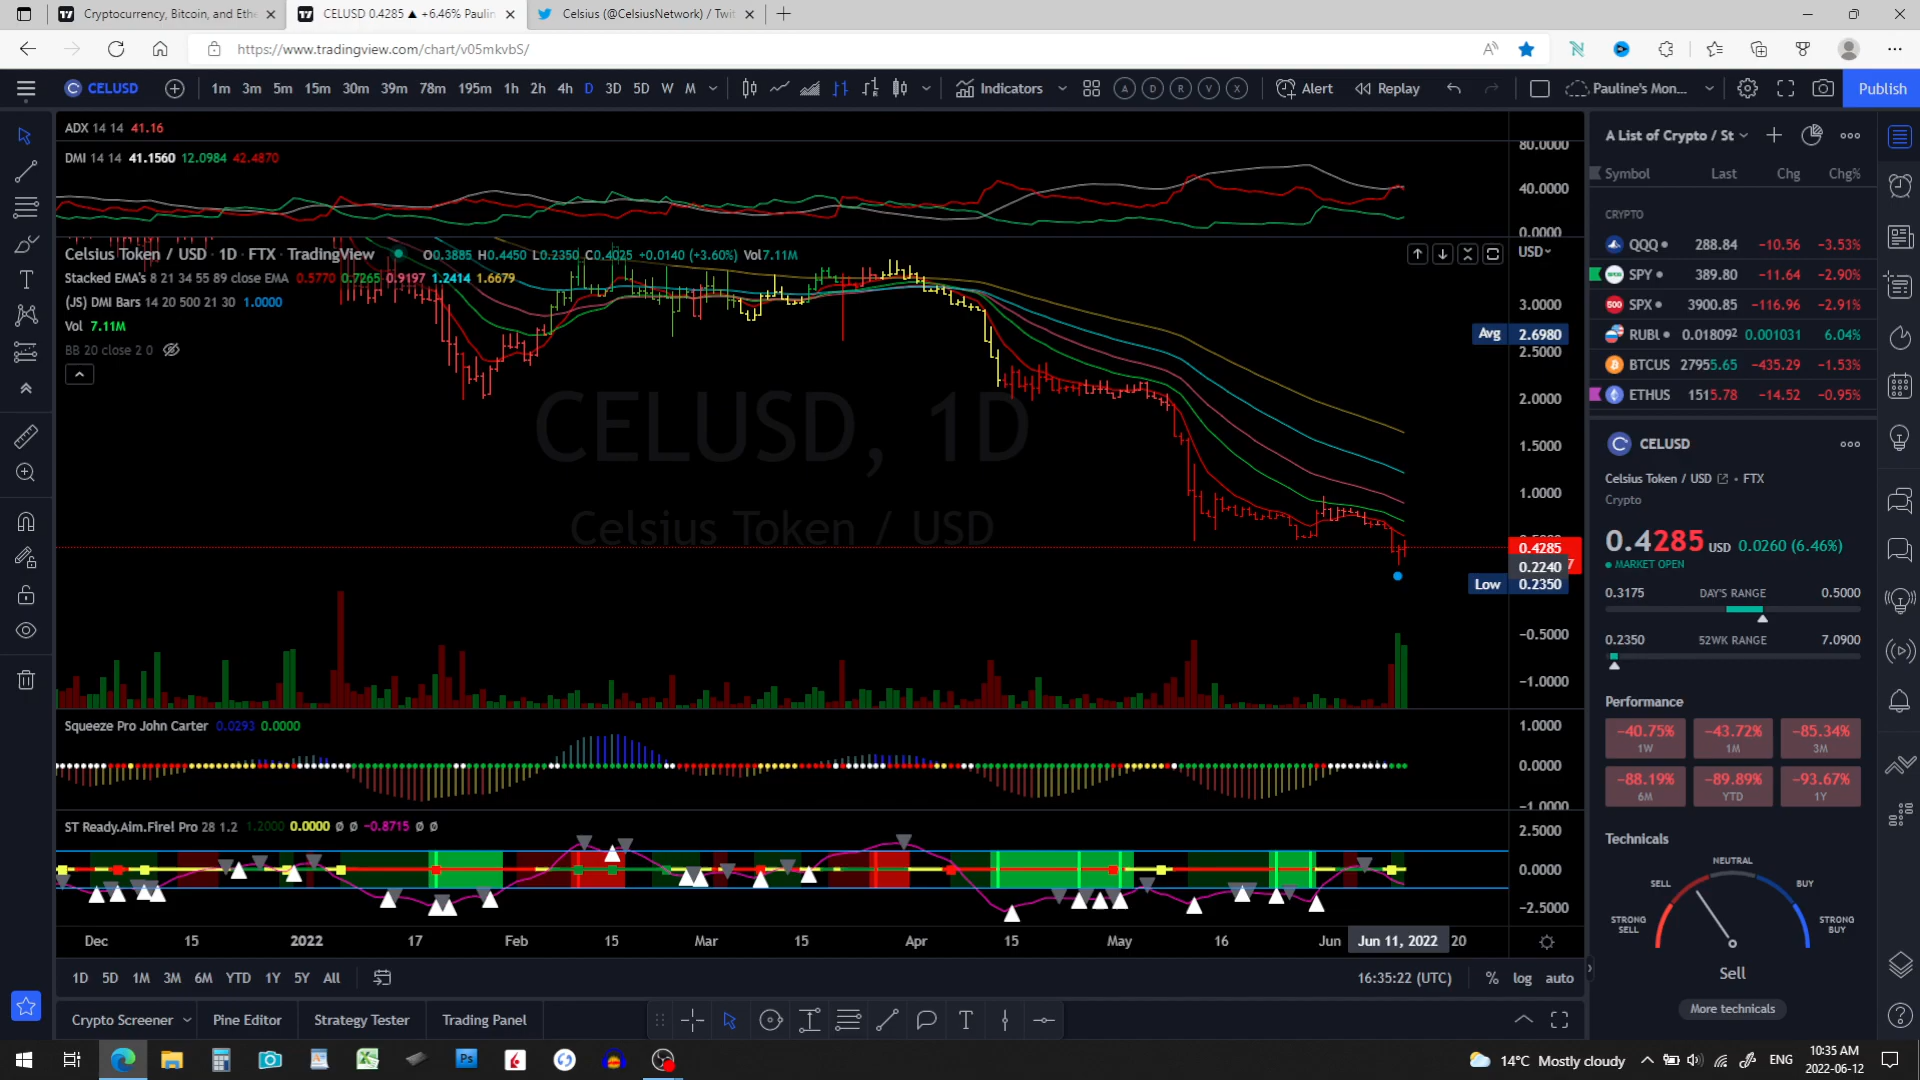 Cryptocurrency, Bitcoin, and Eth
CELUSD 0.4285 ▲ +6.46% Paulin
Celsius (@CelsiusNetwork) / Twit
https://www.tradingview.com/chart/v05mkvbS/
CELUSD 1m 3m 5m 15m 30m 39m 78m 195m 1h 2h 4h D 3D 5D W M Indicators A D R V X Alert Replay Pauline's Mon... Publish
ADX 14 14 41.16
DMI 14 14 41.1560 12.0984 42.4870
80.0000
40.0000
0.0000
Celsius Token / USD · 1D · FTX · TradingView O0.3885 H0.4450 L0.2350 C0.4025 +0.0140 (+3.60%) Vol7.11M
USD
Stacked EMA's 8 21 34 55 89 close EMA 0.5770 0.7265 0.9197 1.2414 1.6679
(JS) DMI Bars 14 20 500 21 30 1.0000
Vol 7.11M
BB 20 close 2 0
3.0000
Avg 2.6980
2.5000
2.0000
1.5000
1.0000
0.4285
0.2240
Low 0.2350
−0.5000
−1.0000
CELUSD, 1D
Celsius Token / USD
Squeeze Pro John Carter 0.0293 0.0000
1.0000
0.0000
−1.0000
ST Ready.Aim.Fire! Pro 28 1.2 1.2000 0.0000 ø ø −0.8715 ø ø
2.5000
0.0000
−2.5000
Dec 15 2022 17 Feb 15 Mar 15 Apr 15 May 16 Jun Jun 11, 2022 20
1D 5D 1M 3M 6M YTD 1Y 5Y All
16:35:22 (UTC) % log auto
Crypto Screener Pine Editor Strategy Tester Trading Panel
A List of Crypto / St
Symbol Last Chg Chg%
CRYPTO
QQQ 288.84 −10.56 −3.53%
SPY 389.80 −11.64 −2.90%
SPX 3900.85 −116.96 −2.91%
RUBL 0.01809² 0.001031 6.04%
BTCUS 27955.65 −435.29 −1.53%
ETHUS 1515.78 −14.52 −0.95%
CELUSD
Celsius Token / USD · FTX
Crypto
0.4285 USD 0.0260 (6.46%)
MARKET OPEN
0.3175 DAY'S RANGE 0.5000
0.2350 52WK RANGE 7.0900
Performance
−40.75% −43.72% −85.34%
1W 1M 3M
−88.19% −89.89% −93.67%
6M YTD 1Y
Technicals
NEUTRAL
SELL BUY
STRONG SELL STRONG BUY
Sell
More technicals
14°C Mostly cloudy ENG
10:35 AM
2022-06-12